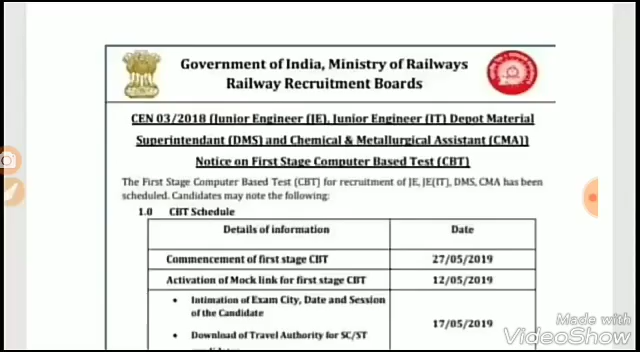 Government of India, Ministry of Railways
Railway Recruitment Boards
CEN 03/2018 (Junior Engineer (JE), Junior Engineer (IT) Depot Material
Superintendant (DMS) and Chemical & Metallurgical Assistant (CMA))
Notice on First Stage Computer Based Test (CBT)
The First Stage Computer Based Test (CBT) for recruitment of JE, JE(IT), DMS, CMA has been
scheduled. Candidates may note the following:
1.0 CBT Schedule
Details of information Date
Commencement of first stage CBT 27/05/2019
Activation of Mock link for first stage CBT 12/05/2019
• Intimation of Exam City, Date and Session
of the Candidate
17/05/2019
• Download of Travel Authority for SC/ST
Made with
VideoShow